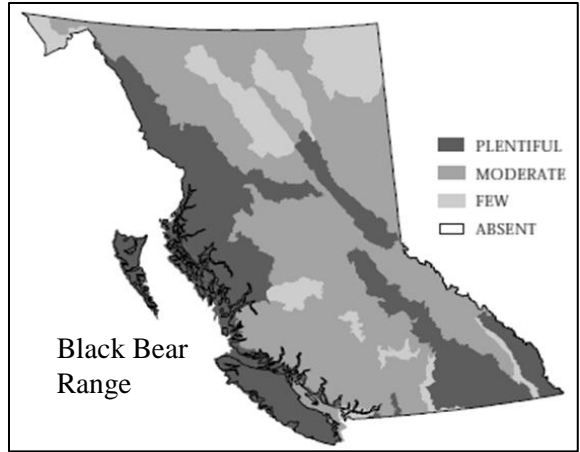 PLENTIFUL
MODERATE
FEW
ABSENT
Black Bear
Range